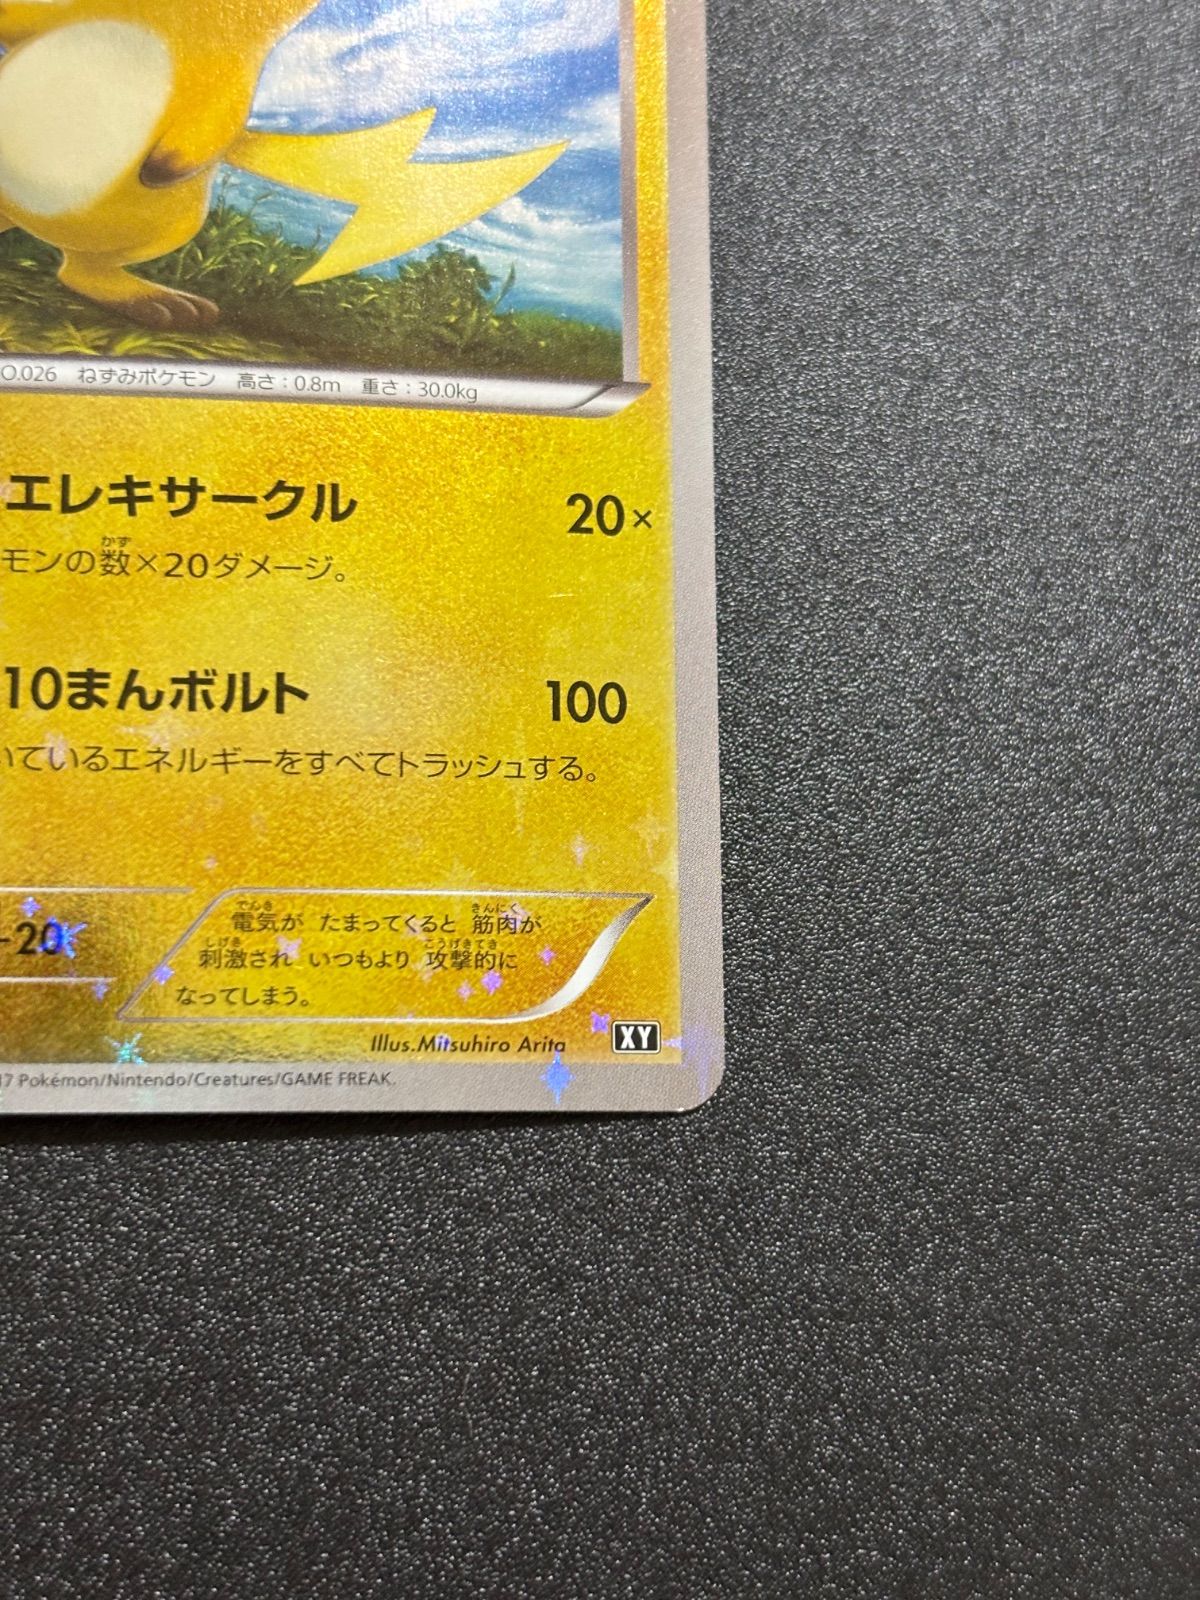 O.026 ねずみポケモン 高さ:0.8m 重さ:30.0kg
エレキサークル 20×
モンの数×20ダメージ。
10まんボルト 100
いているエネルギーをすべてトラッシュする。
-20
電気が たまってくると 筋肉が
刺激され いつもより 攻撃的に
なってしまう。
Illus.Mitsuhiro Arita XY
17 Pokémon/Nintendo/Creatures/GAME FREAK.